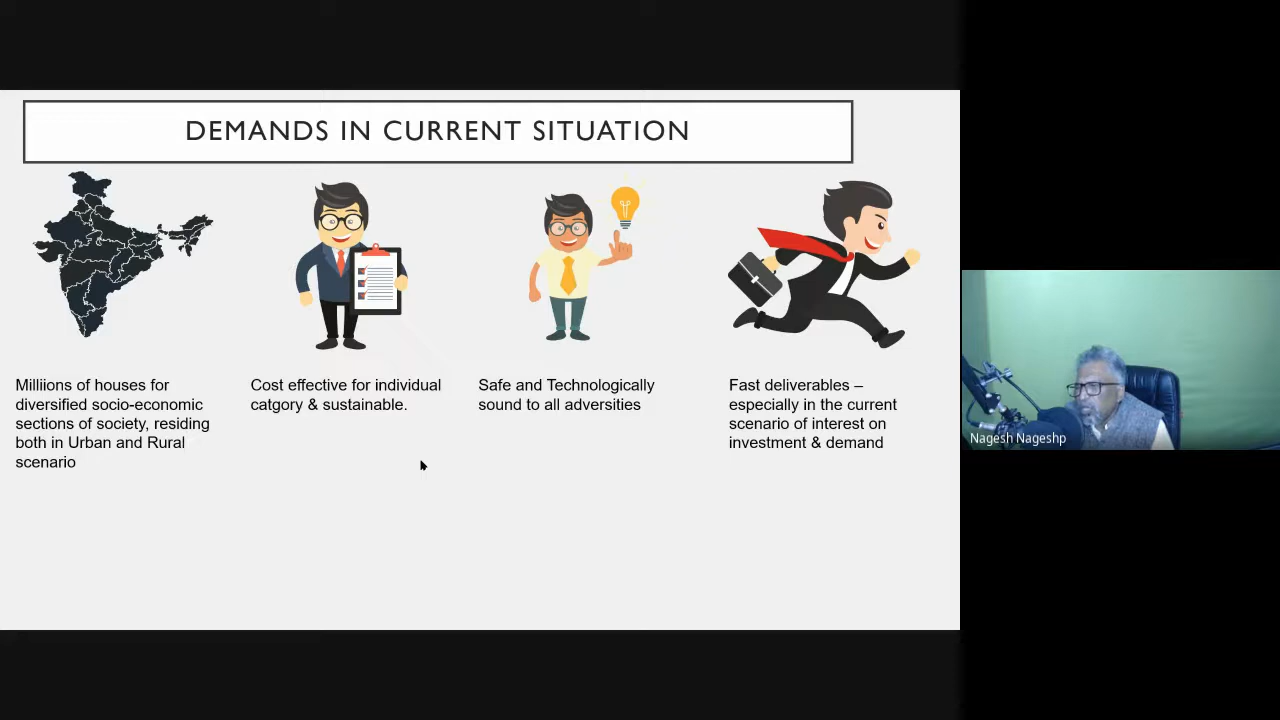 DEMANDS IN CURRENT SITUATION
Milliions of houses for
diversified socio-economic
sections of society, residing
both in Urban and Rural
scenario
Cost effective for individual
catgory & sustainable.
Safe and Technologically
sound to all adversities
Fast deliverables –
especially in the current
scenario of interest on
investment & demand
Nagesh Nageshp